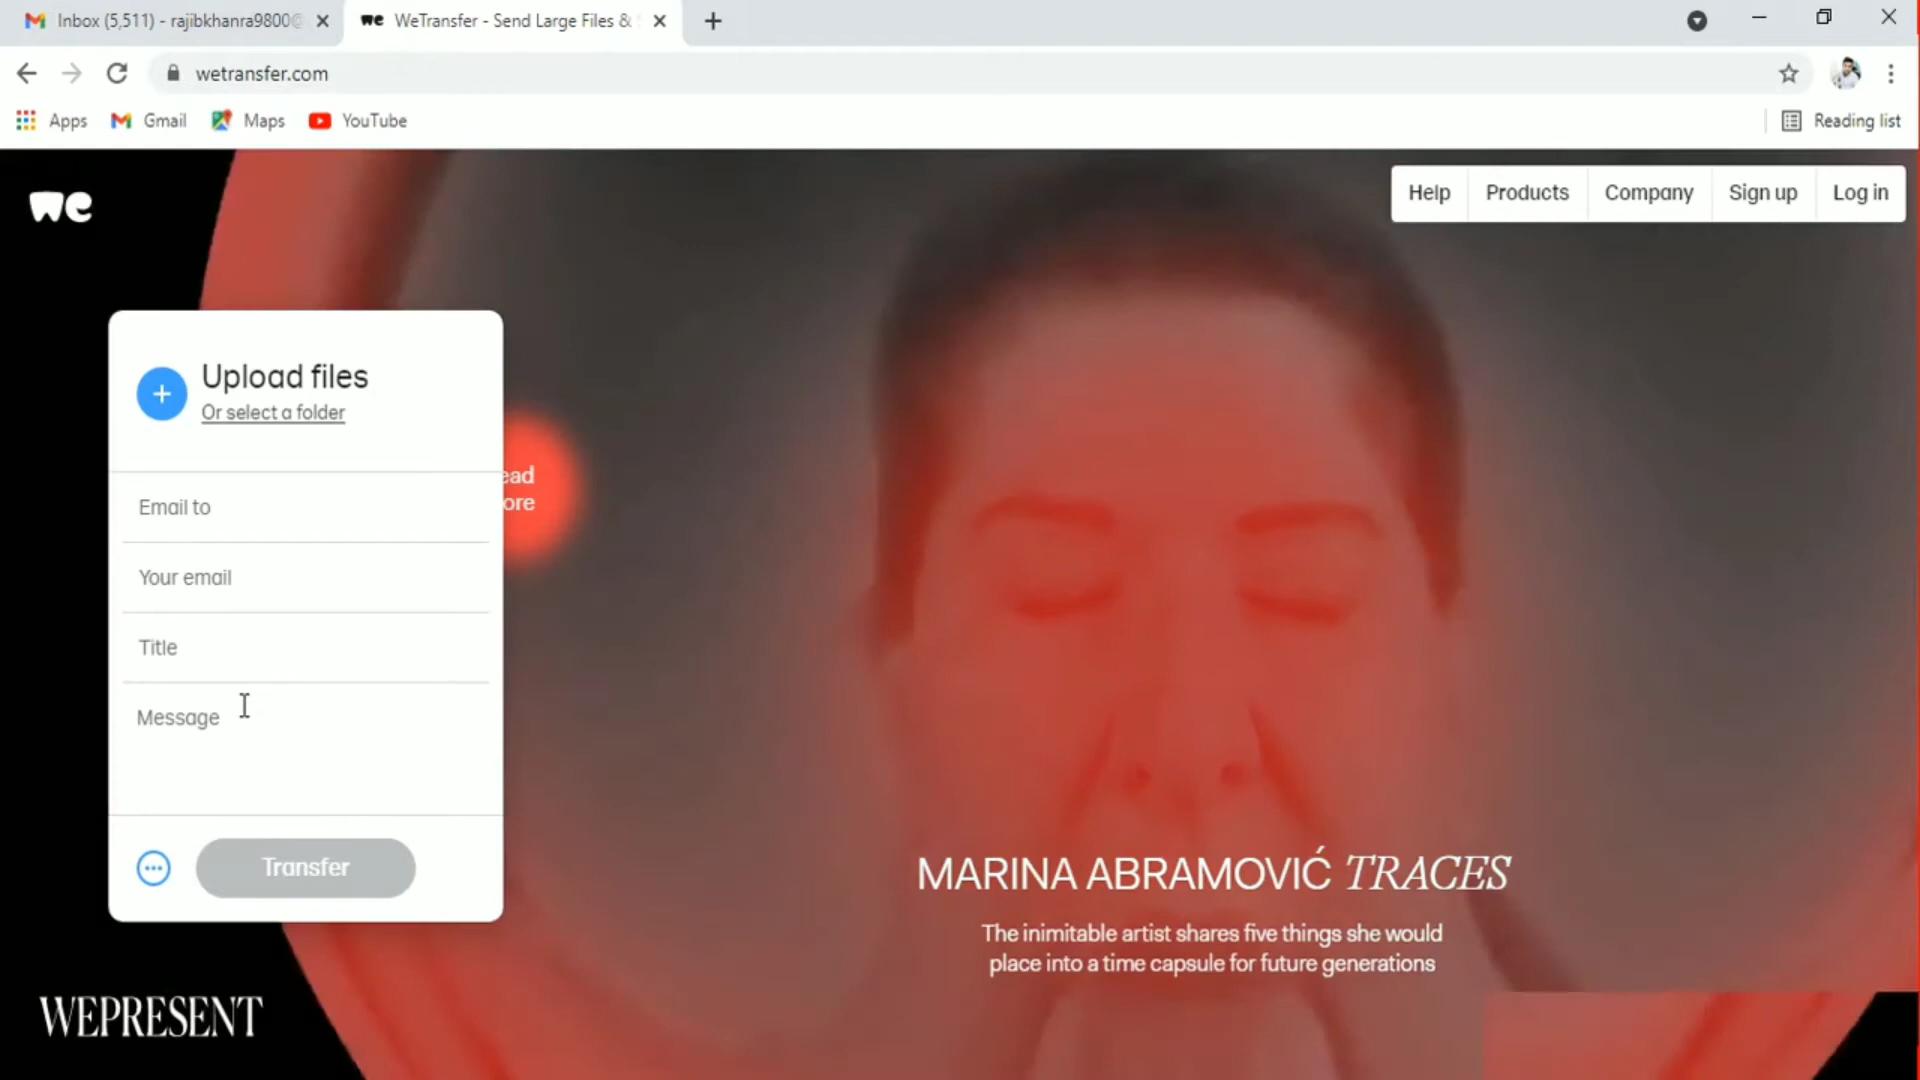 Inbox (5,511) - rajibkhanra9800@
WeTransfer - Send Large Files &
wetransfer.com
Apps
Gmail
Maps
YouTube
Reading list
we
Help
Products
Company
Sign up
Log in
Upload files
Or select a folder
ead
ore
Email to
Your email
Title
Message
Transfer
MARINA ABRAMOVIĆ TRACES
The inimitable artist shares five things she would
place into a time capsule for future generations
WEPRESENT